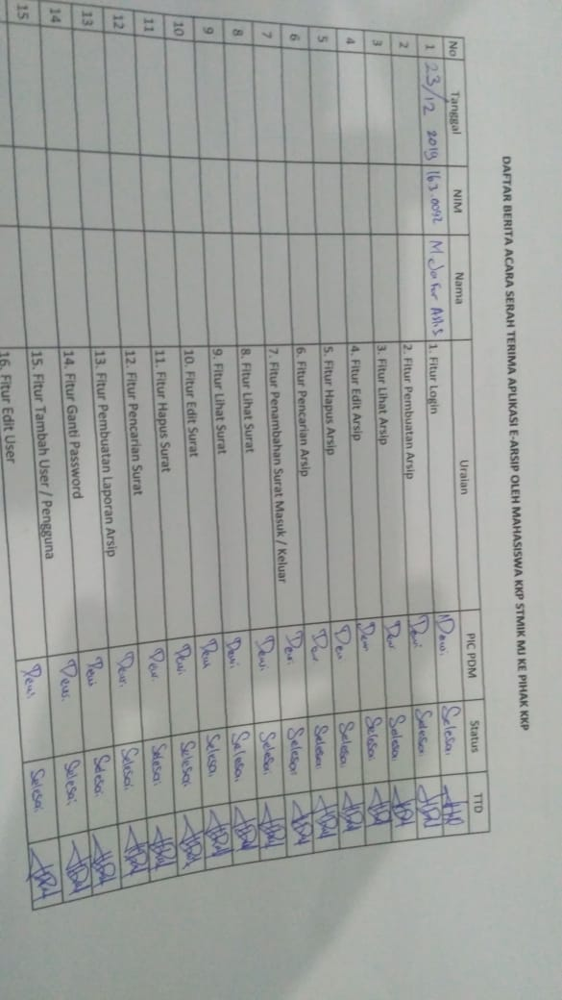 DAFTAR BERITA ACARA SERAH TERIMA APLIKASI E-ARSIP OLEH MAHASISWA KKP STMIK MJ KE PIHAK KKP
No Tanggal NIM Nama Uraian PIC PDM Status TTD
1 23/12 2019 163.0092 M Jafar Ashs 1. Fitur Login Dewi. Selesai.
2 2. Fitur Pembuatan Arsip Dewi Selesai
3 3. Fitur Lihat Arsip Dewi Selesai
4 4. Fitur Edit Arsip Dewi Selesai
5 5. Fitur Hapus Arsip Dewi Selesai
6 6. Fitur Pencarian Arsip Dewi Selesai
7 7. Fitur Penambahan Surat Masuk / Keluar Dewi. Selesai
8 8. Fitur Lihat Surat Dewi. Selesai
9 9. Fitur Lihat Surat Dewi. Selesai.
10 10. Fitur Edit Surat Dewi Selesai
11 11. Fitur Hapus Surat Dewi. Selesai
12 12. Fitur Pencarian Surat Dewi. Selesai
13 13. Fitur Pembuatan Laporan Arsip Dewi. Selesai
14 14. Fitur Ganti Password Dewi Selesai
15 15. Fitur Tambah User / Pengguna Dewi. Selesai.
16. Fitur Edit User Dewi Selesai.